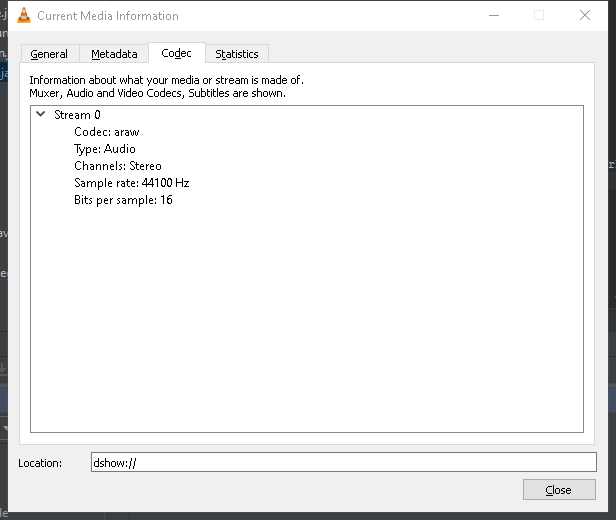 Current Media Information
General
Metadata
Codec
Statistics
Information about what your media or stream is made of.
Muxer, Audio and Video Codecs, Subtitles are shown.
Stream 0
Codec: araw
Type: Audio
Channels: Stereo
Sample rate: 44100 Hz
Bits per sample: 16
Location:
dshow://
Close